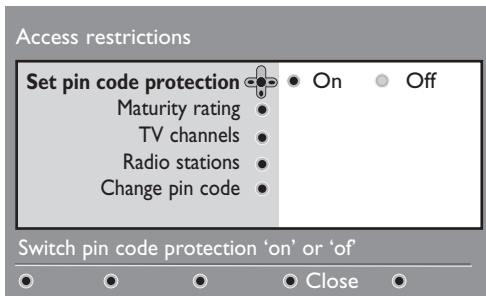 Access restrictions
Set pin code protection On Off
Maturity rating
TV channels
Radio stations
Change pin code
Switch pin code protection ‘on’ or ‘of’
Close